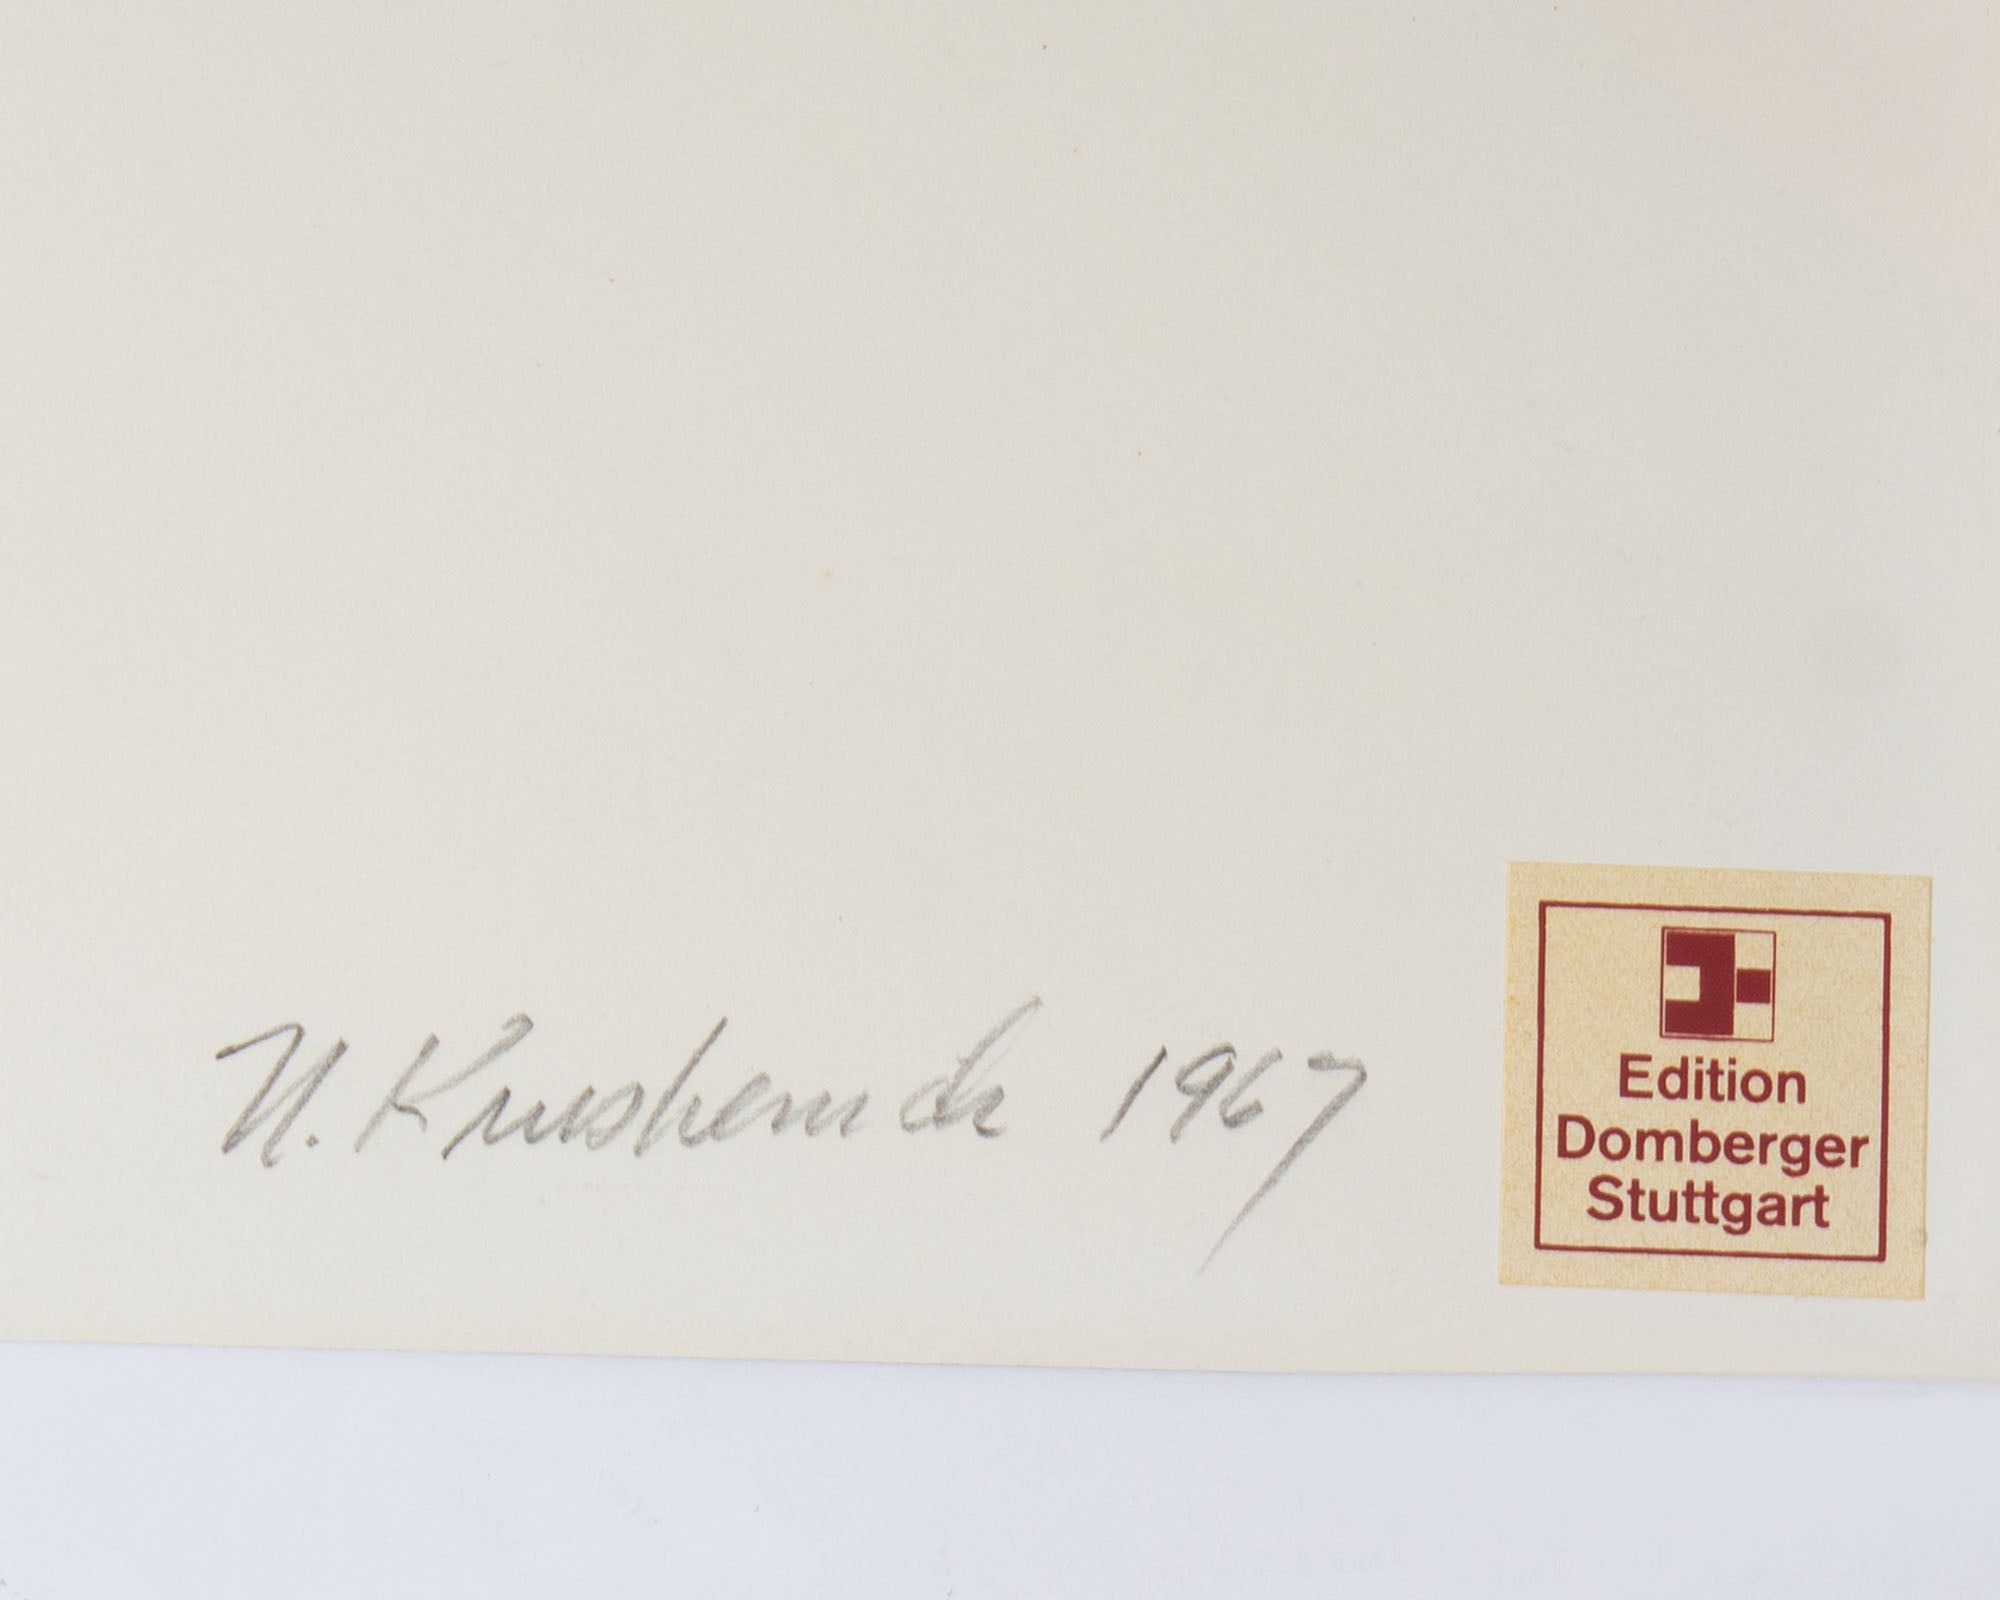 N. Krushenick 1967
Edition
Domberger
Stuttgart